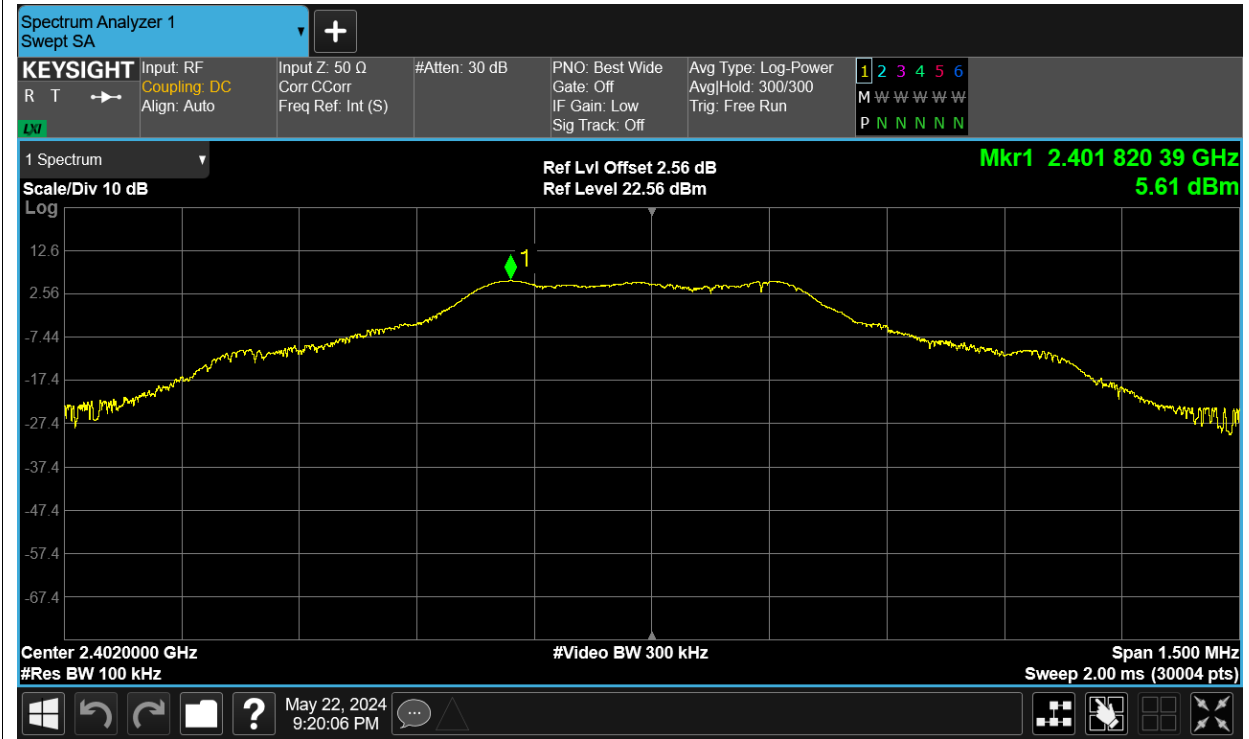 Spectrum Analyzer 1
Swept SA
KEYSIGHT
R T
LXI
Input: RF
Coupling: DC
Align: Auto
Input Z: 50 Ω
Corr CCorr
Freq Ref: Int (S)
#Atten: 30 dB
PNO: Best Wide
Gate: Off
IF Gain: Low
Sig Track: Off
Avg Type: Log-Power
Avg|Hold: 300/300
Trig: Free Run
1 2 3 4 5 6
M W W W W W
P N N N N N
1 Spectrum
Scale/Div 10 dB
Ref Lvl Offset 2.56 dB
Ref Level 22.56 dBm
Mkr1 2.401 820 39 GHz
5.61 dBm
Log
12.6
2.56
-7.44
-17.4
-27.4
-37.4
-47.4
-57.4
-67.4
1
Center 2.4020000 GHz
#Res BW 100 kHz
#Video BW 300 kHz
Span 1.500 MHz
Sweep 2.00 ms (30004 pts)
?
May 22, 2024
9:20:06 PM